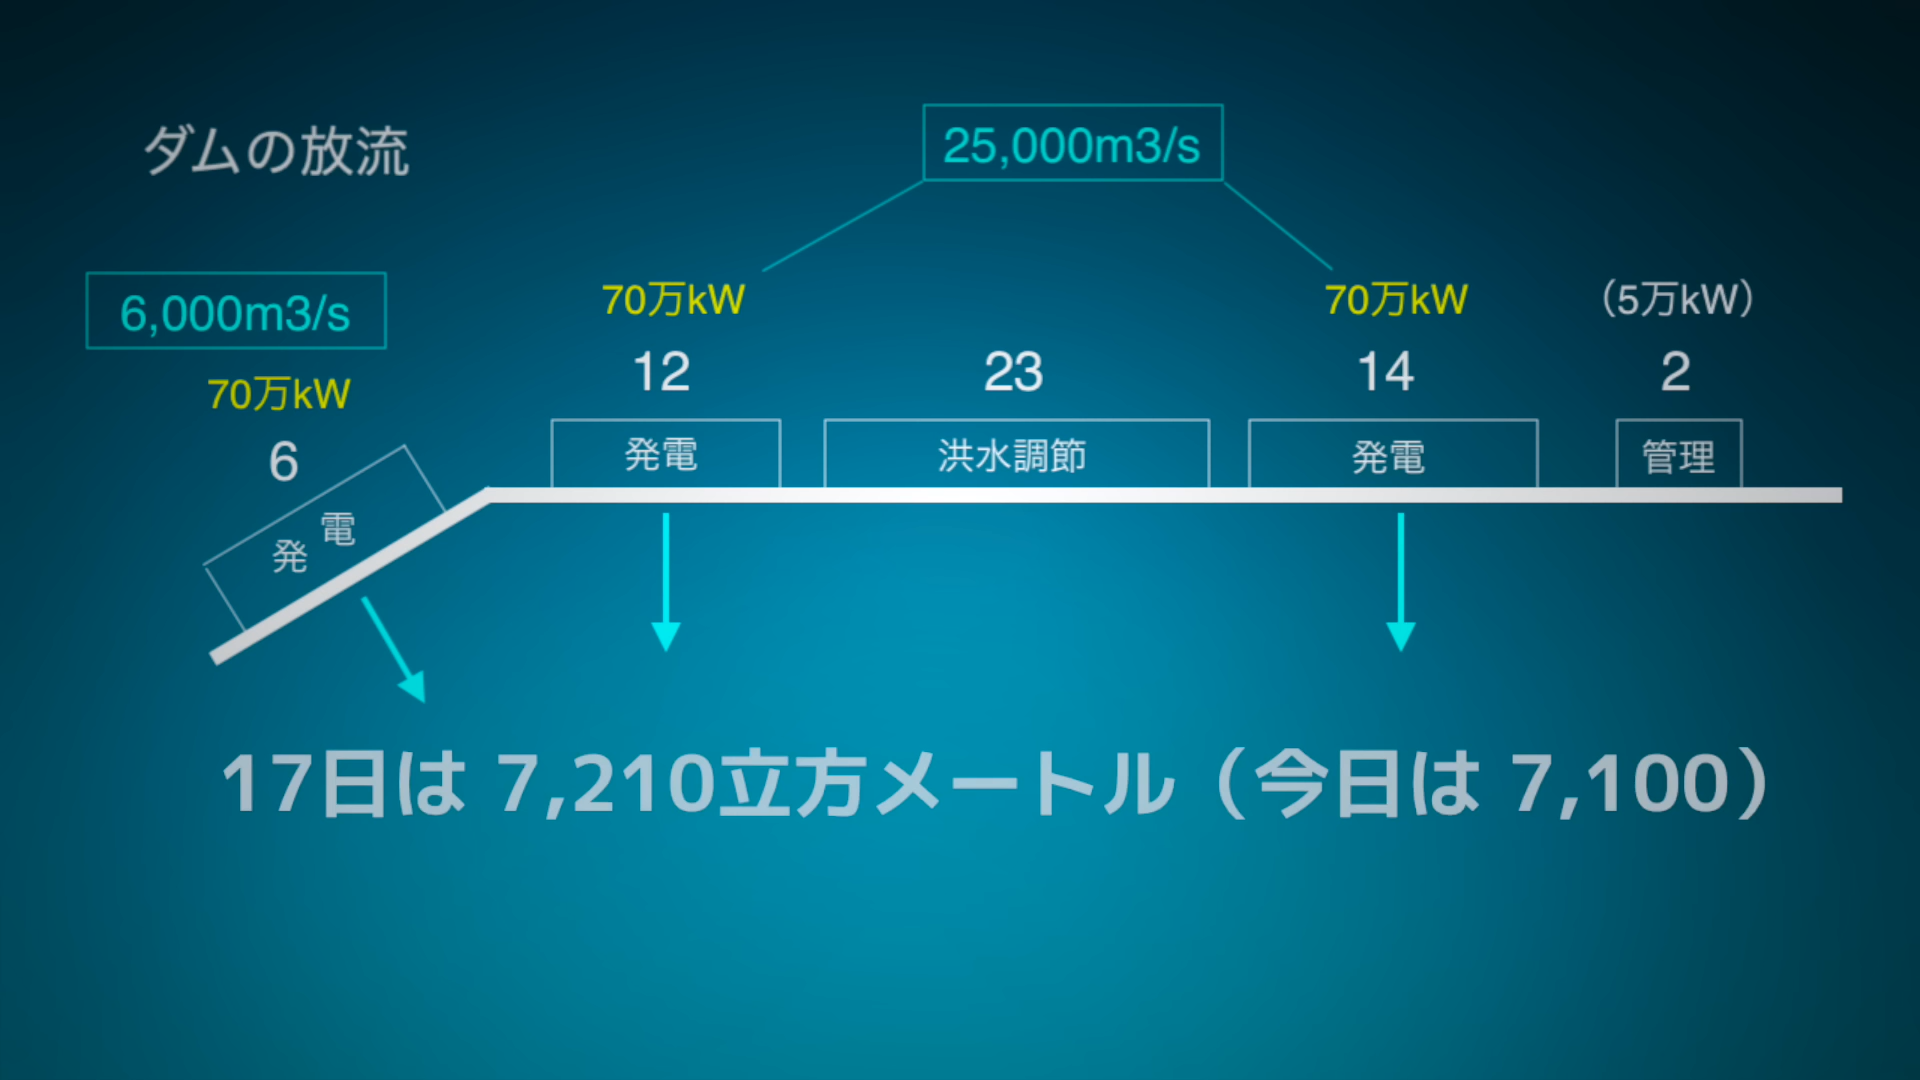 ダムの放流
25,000m3/s
6,000m3/s
70万kW
6
発電
70万kW
12
発電
23
洪水調節
70万kW
14
発電
（5万kW）
2
管理
17日は 7,210立方メートル（今日は 7,100）